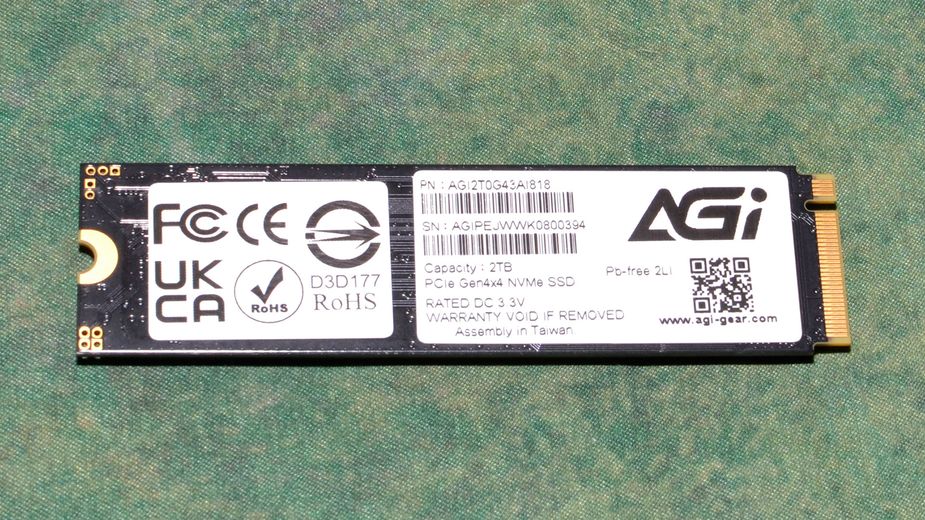 FC CE
UK
CA
RoHS
D3D177
RoHS
PN : AGI2T0G43AI818
SN : AGIPEJWWK0800394
Capacity : 2TB
PCIe Gen4x4 NVMe SSD
RATED DC 3.3V
WARRANTY VOID IF REMOVED
Assembly in Taiwan
AGi
Pb-free 2Li
www.agi-gear.com